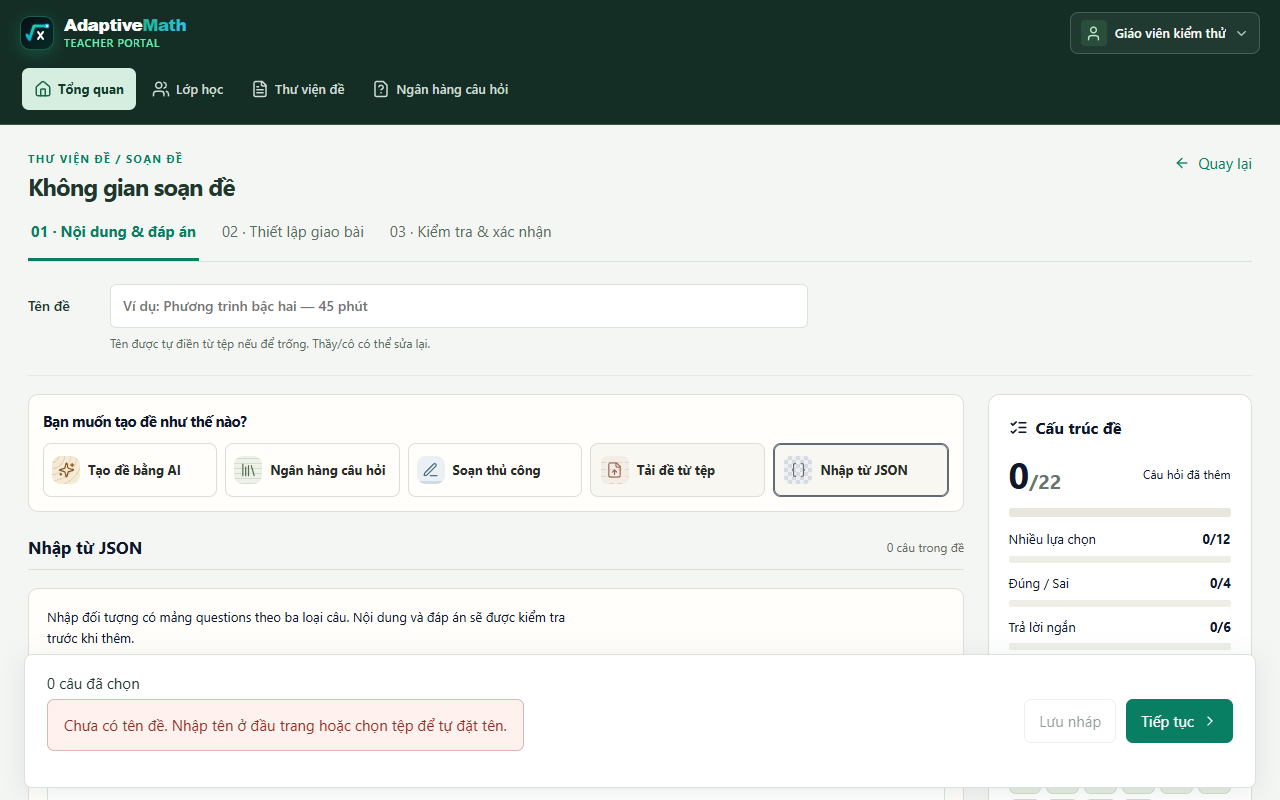 AdaptiveMath
TEACHER PORTAL
Giáo viên kiểm thử
Tổng quan
Lớp học
Thư viện đề
Ngân hàng câu hỏi
THƯ VIỆN ĐỀ / SOẠN ĐỀ
Quay lại
Không gian soạn đề
01 · Nội dung & đáp án
02 · Thiết lập giao bài
03 · Kiểm tra & xác nhận
Tên đề
Ví dụ: Phương trình bậc hai — 45 phút
Tên được tự điền từ tệp nếu để trống. Thầy/cô có thể sửa lại.
Bạn muốn tạo đề như thế nào?
Tạo đề bằng AI
Ngân hàng câu hỏi
Soạn thủ công
Tải đề từ tệp
Nhập từ JSON
Nhập từ JSON
0 câu trong đề
Nhập đối tượng có mảng questions theo ba loại câu. Nội dung và đáp án sẽ được kiểm tra
trước khi thêm.
Cấu trúc đề
0/22
Câu hỏi đã thêm
Nhiều lựa chọn
0/12
Đúng / Sai
0/4
Trả lời ngắn
0/6
0 câu đã chọn
Chưa có tên đề. Nhập tên ở đầu trang hoặc chọn tệp để tự đặt tên.
Lưu nháp
Tiếp tục